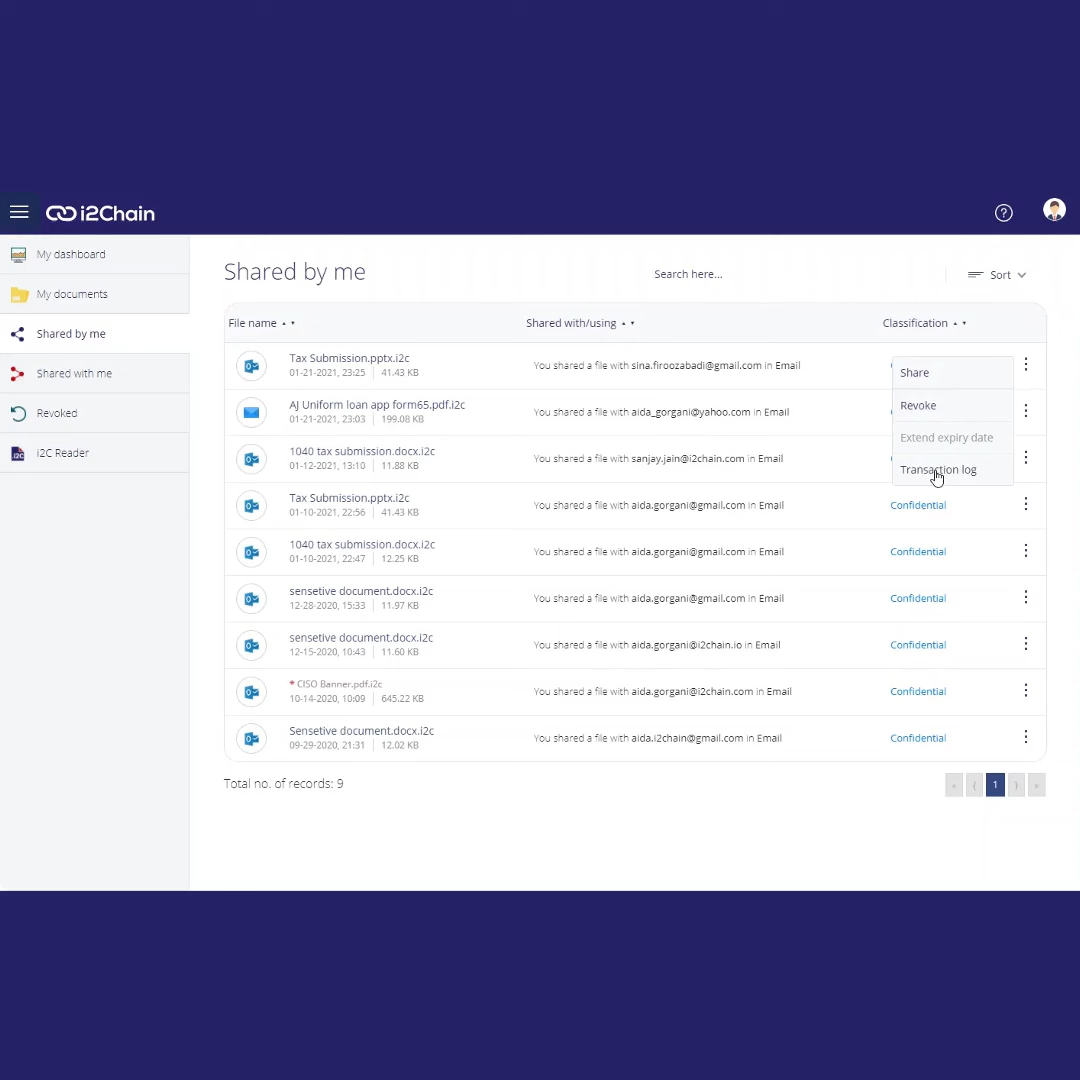 i2Chain
?
My dashboard
My documents
Shared by me
Shared with me
Revoked
i2C Reader
Shared by me
Search here...
Sort
File name
Shared with/using
Classification
Tax Submission.pptx.i2c
01-21-2021, 23:25 41.43 KB
You shared a file with sina.firoozabadi@gmail.com in Email
AJ Uniform loan app form65.pdf.i2c
01-21-2021, 23:03 199.08 KB
You shared a file with aida_gorgani@yahoo.com in Email
1040 tax submission.docx.i2c
01-12-2021, 13:10 11.88 KB
You shared a file with sanjay.jain@i2chain.com in Email
Share
Revoke
Extend expiry date
Transaction log
Tax Submission.pptx.i2c
01-10-2021, 22:56 41.43 KB
You shared a file with aida.gorgani@gmail.com in Email
Confidential
1040 tax submission.docx.i2c
01-10-2021, 22:47 12.25 KB
You shared a file with aida.gorgani@gmail.com in Email
Confidential
sensetive document.docx.i2c
12-28-2020, 15:33 11.97 KB
You shared a file with aida.gorgani@gmail.com in Email
Confidential
sensetive document.docx.i2c
12-15-2020, 10:43 11.60 KB
You shared a file with aida.gorgani@i2chain.io in Email
Confidential
* CISO Banner.pdf.i2c
10-14-2020, 10:09 645.22 KB
You shared a file with aida.gorgani@i2chain.com in Email
Confidential
Sensetive document.docx.i2c
09-29-2020, 21:31 12.02 KB
You shared a file with aida.i2chain@gmail.com in Email
Confidential
Total no. of records: 9
« ⟨ 1 ⟩ »